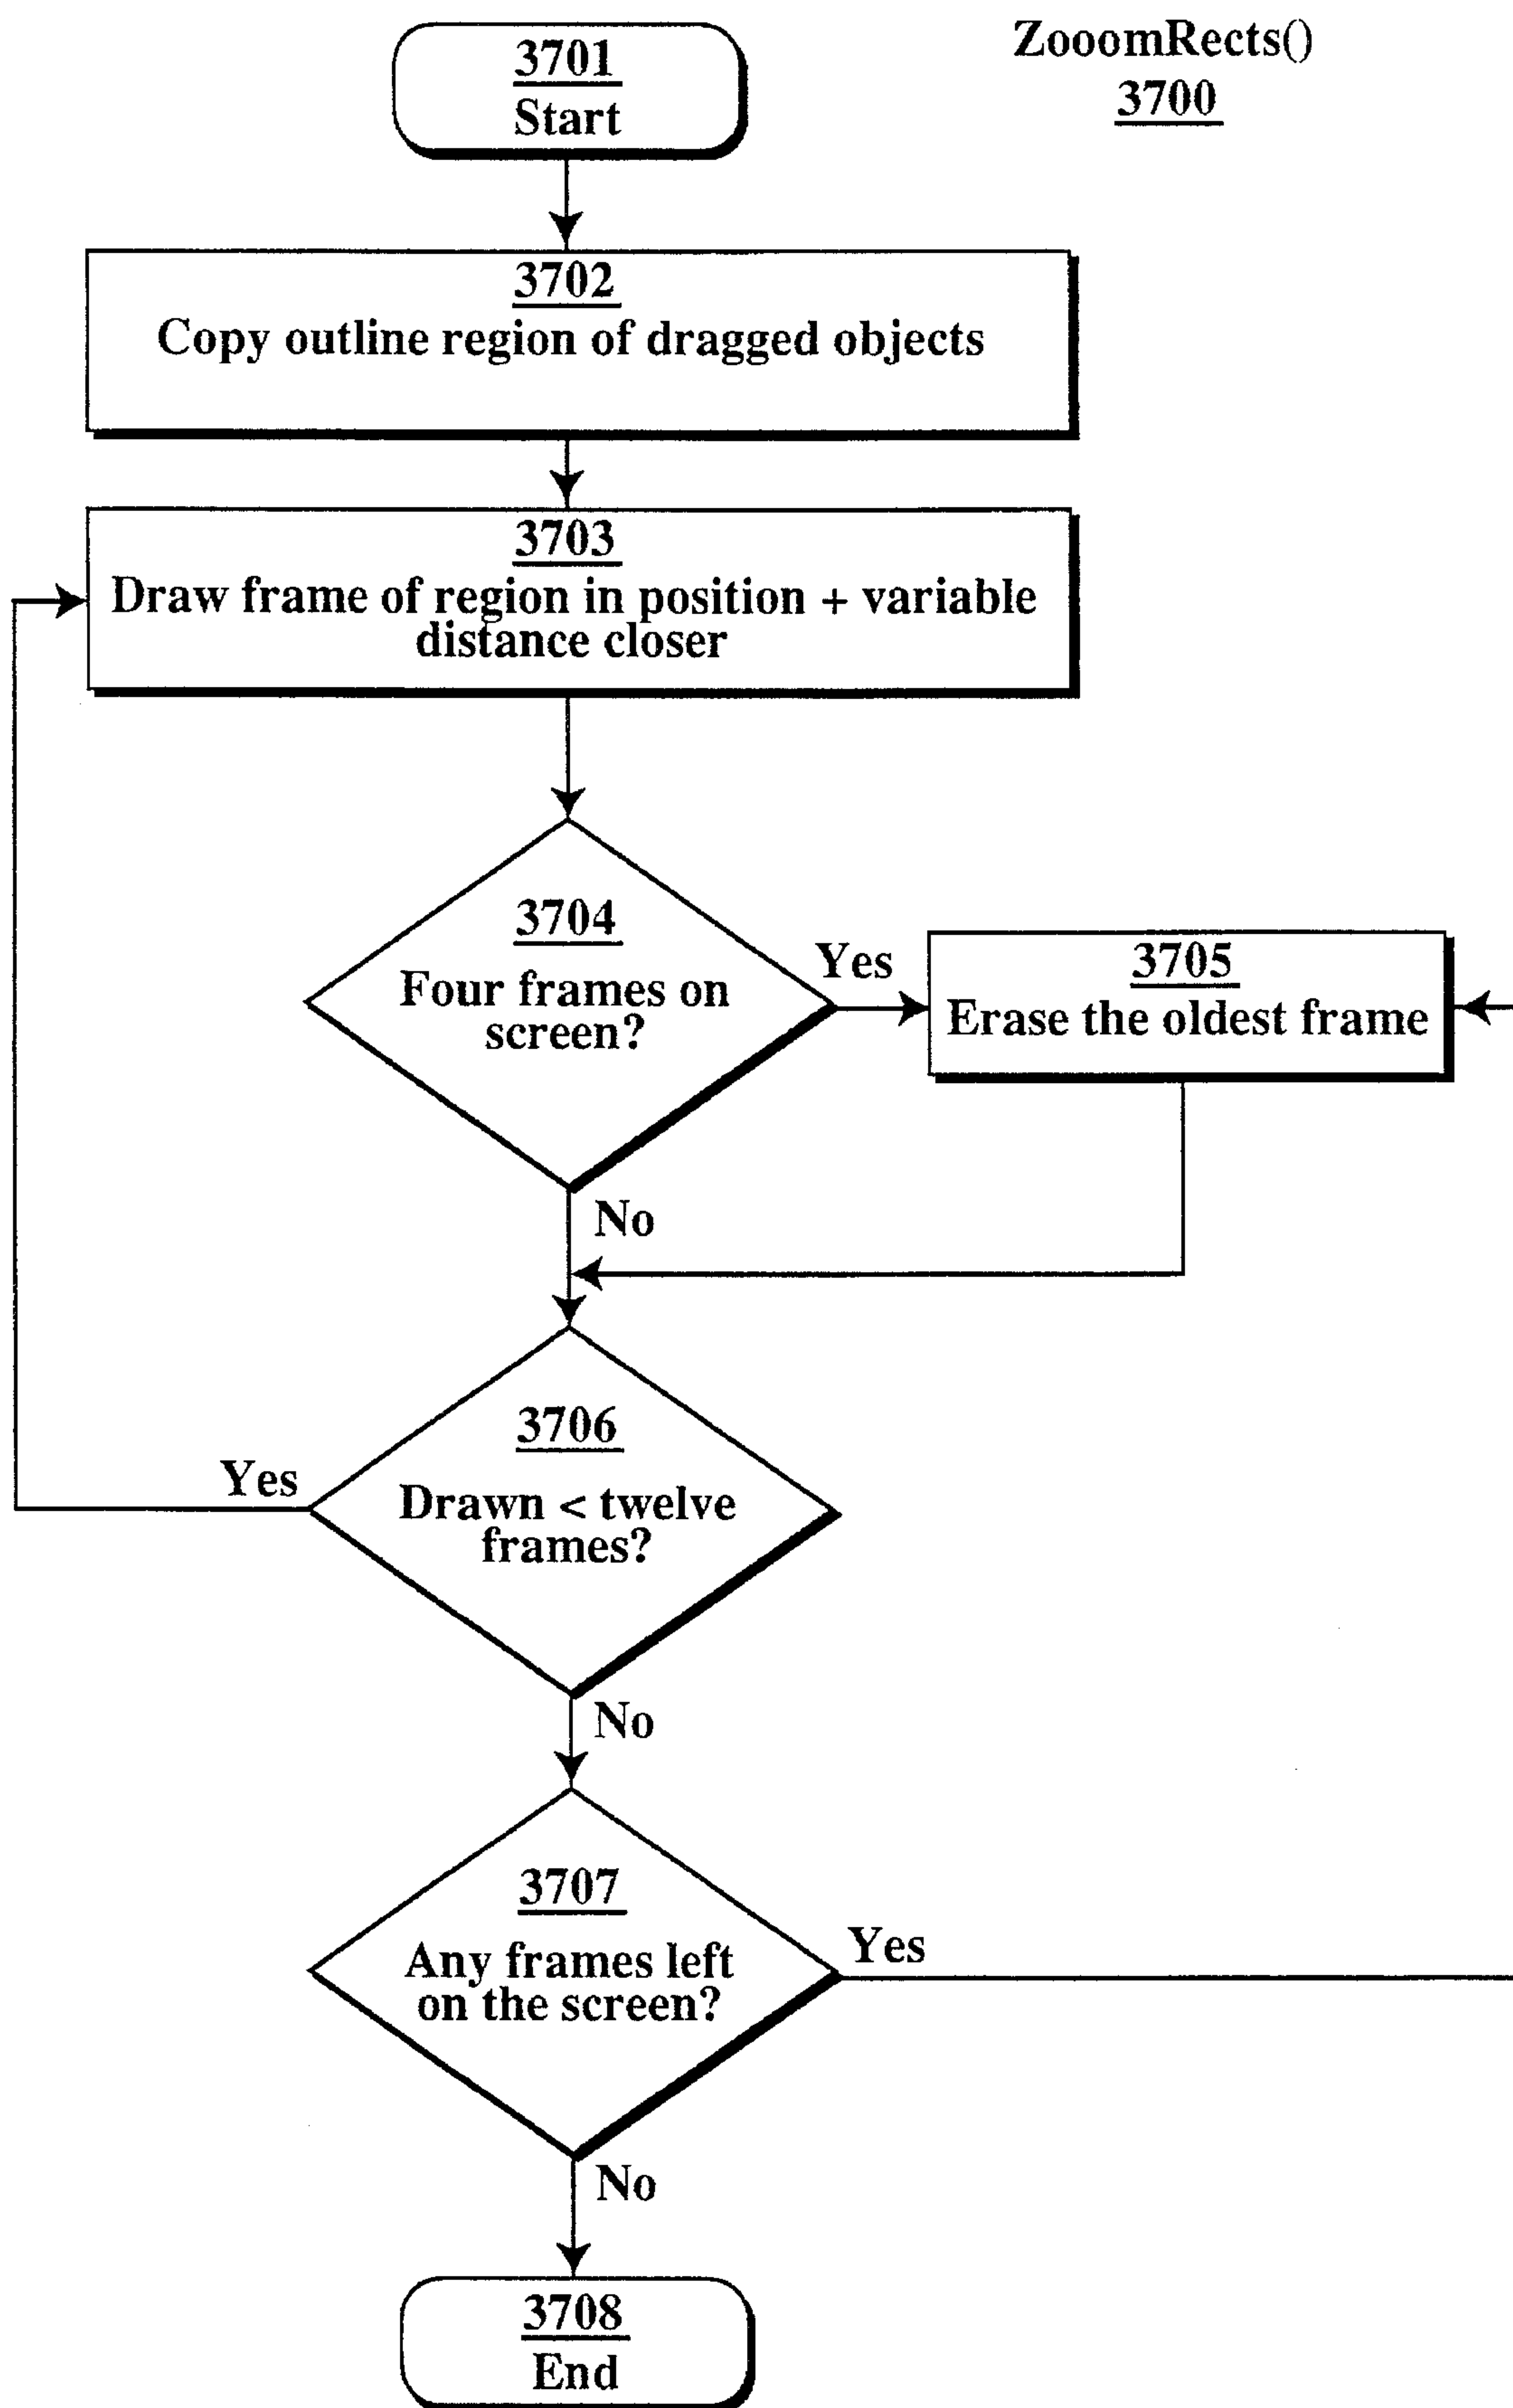 ZooomRects()
3700
3701
Start
3702
Copy outline region of dragged objects
3703
Draw frame of region in position + variable
distance closer
3704
Four frames on
screen?
Yes
3705
Erase the oldest frame
No
3706
Drawn < twelve
frames?
Yes
No
3707
Any frames left
on the screen?
Yes
No
3708
End